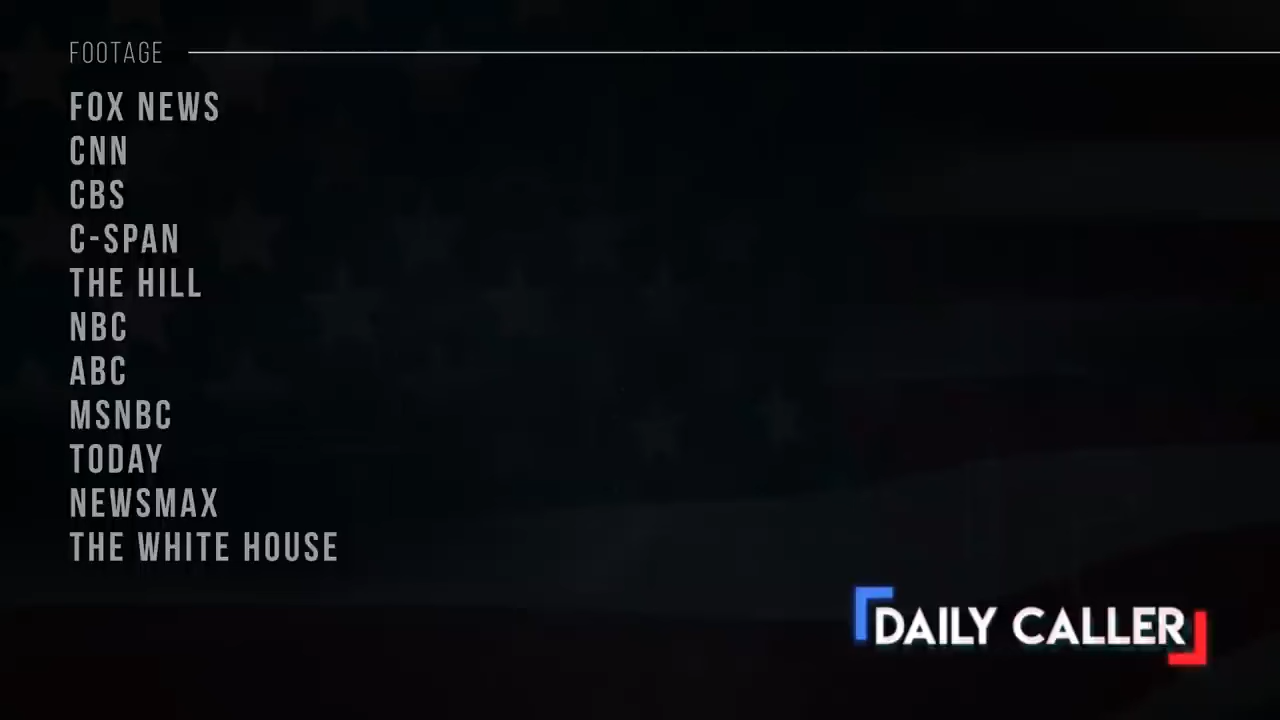 FOOTAGE
FOX NEWS
CNN
CBS
C-SPAN
THE HILL
NBC
ABC
MSNBC
TODAY
NEWSMAX
THE WHITE HOUSE
DAILY CALLER